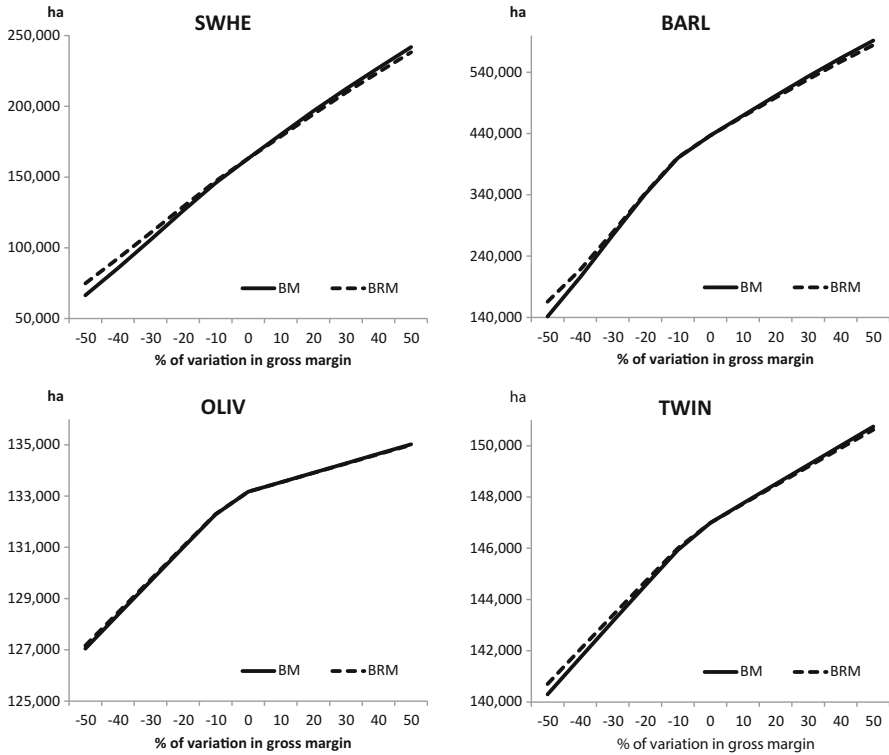 ha
SWHE
250,000
200,000
150,000
100,000
50,000
BM BRM
-50 -40 -30 -20 -10 0 10 20 30 40 50
% of variation in gross margin
ha
BARL
540,000
440,000
340,000
240,000
140,000
BM BRM
-50 -40 -30 -20 -10 0 10 20 30 40 50
% of variation in gross margin
ha
OLIV
135,000
133,000
131,000
129,000
127,000
125,000
BM BRM
-50 -40 -30 -20 -10 0 10 20 30 40 50
% of variation in gross margin
ha
TWIN
150,000
148,000
146,000
144,000
142,000
140,000
BM BRM
-50 -40 -30 -20 -10 0 10 20 30 40 50
% of variation in gross margin